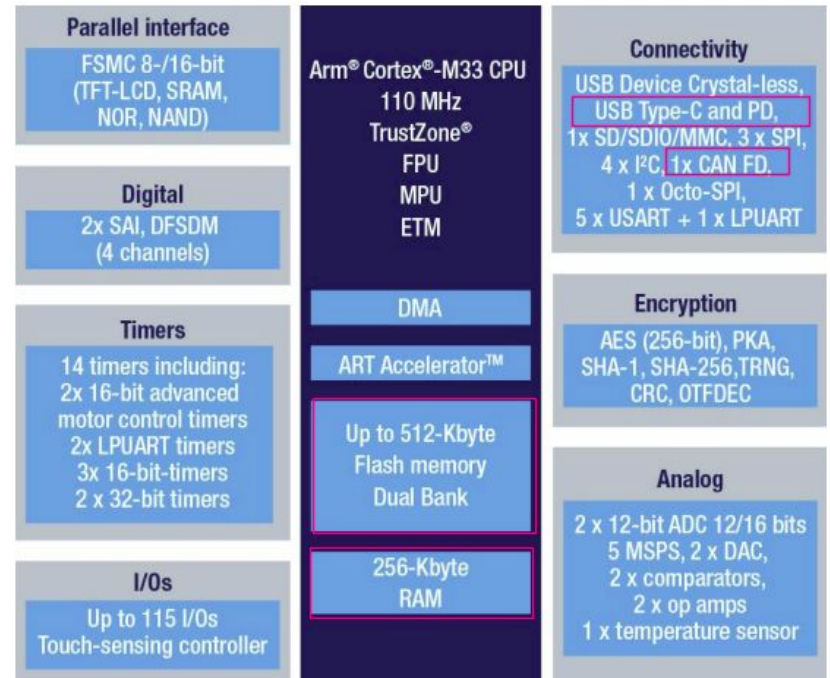 Parallel interface
FSMC 8-/16-bit
(TFT-LCD, SRAM,
NOR, NAND)
Digital
2x SAI, DFSDM
(4 channels)
Timers
14 timers including:
2x 16-bit advanced
motor control timers
2x LPUART timers
3x 16-bit-timers
2 x 32-bit timers
I/Os
Up to 115 I/Os
Touch-sensing controller
Arm® Cortex®-M33 CPU
110 MHz
TrustZone®
FPU
MPU
ETM
DMA
ART Accelerator™
Up to 512-Kbyte
Flash memory
Dual Bank
256-Kbyte
RAM
Connectivity
USB Device Crystal-less,
USB Type-C and PD,
1x SD/SDIO/MMC, 3 x SPI,
4 x I²C, 1x CAN FD,
1 x Octo-SPI,
5 x USART + 1 x LPUART
Encryption
AES (256-bit), PKA,
SHA-1, SHA-256,TRNG,
CRC, OTFDEC
Analog
2 x 12-bit ADC 12/16 bits
5 MSPS, 2 x DAC,
2 x comparators,
2 x op amps
1 x temperature sensor